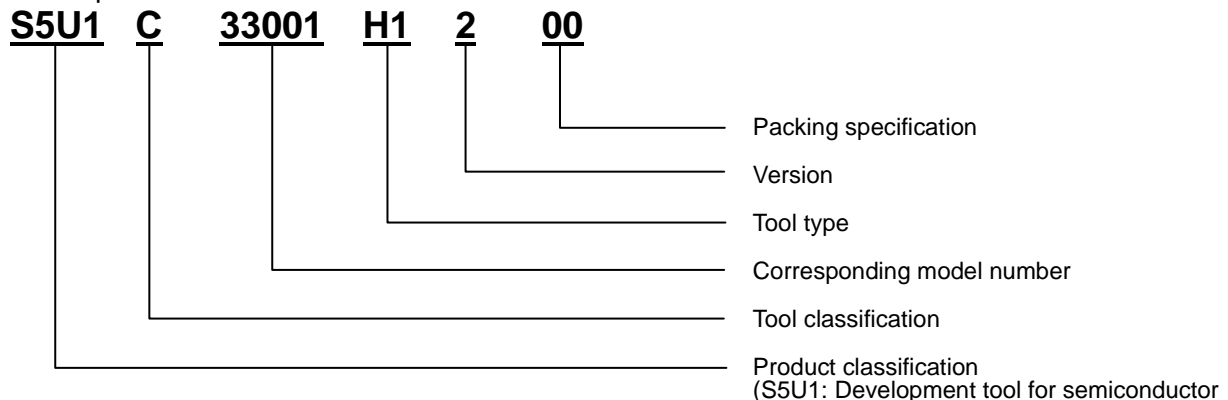 S5U1 C 33001 H1 2 00
Packing specification
Version
Tool type
Corresponding model number
Tool classification
Product classification
(S5U1: Development tool for semiconductor